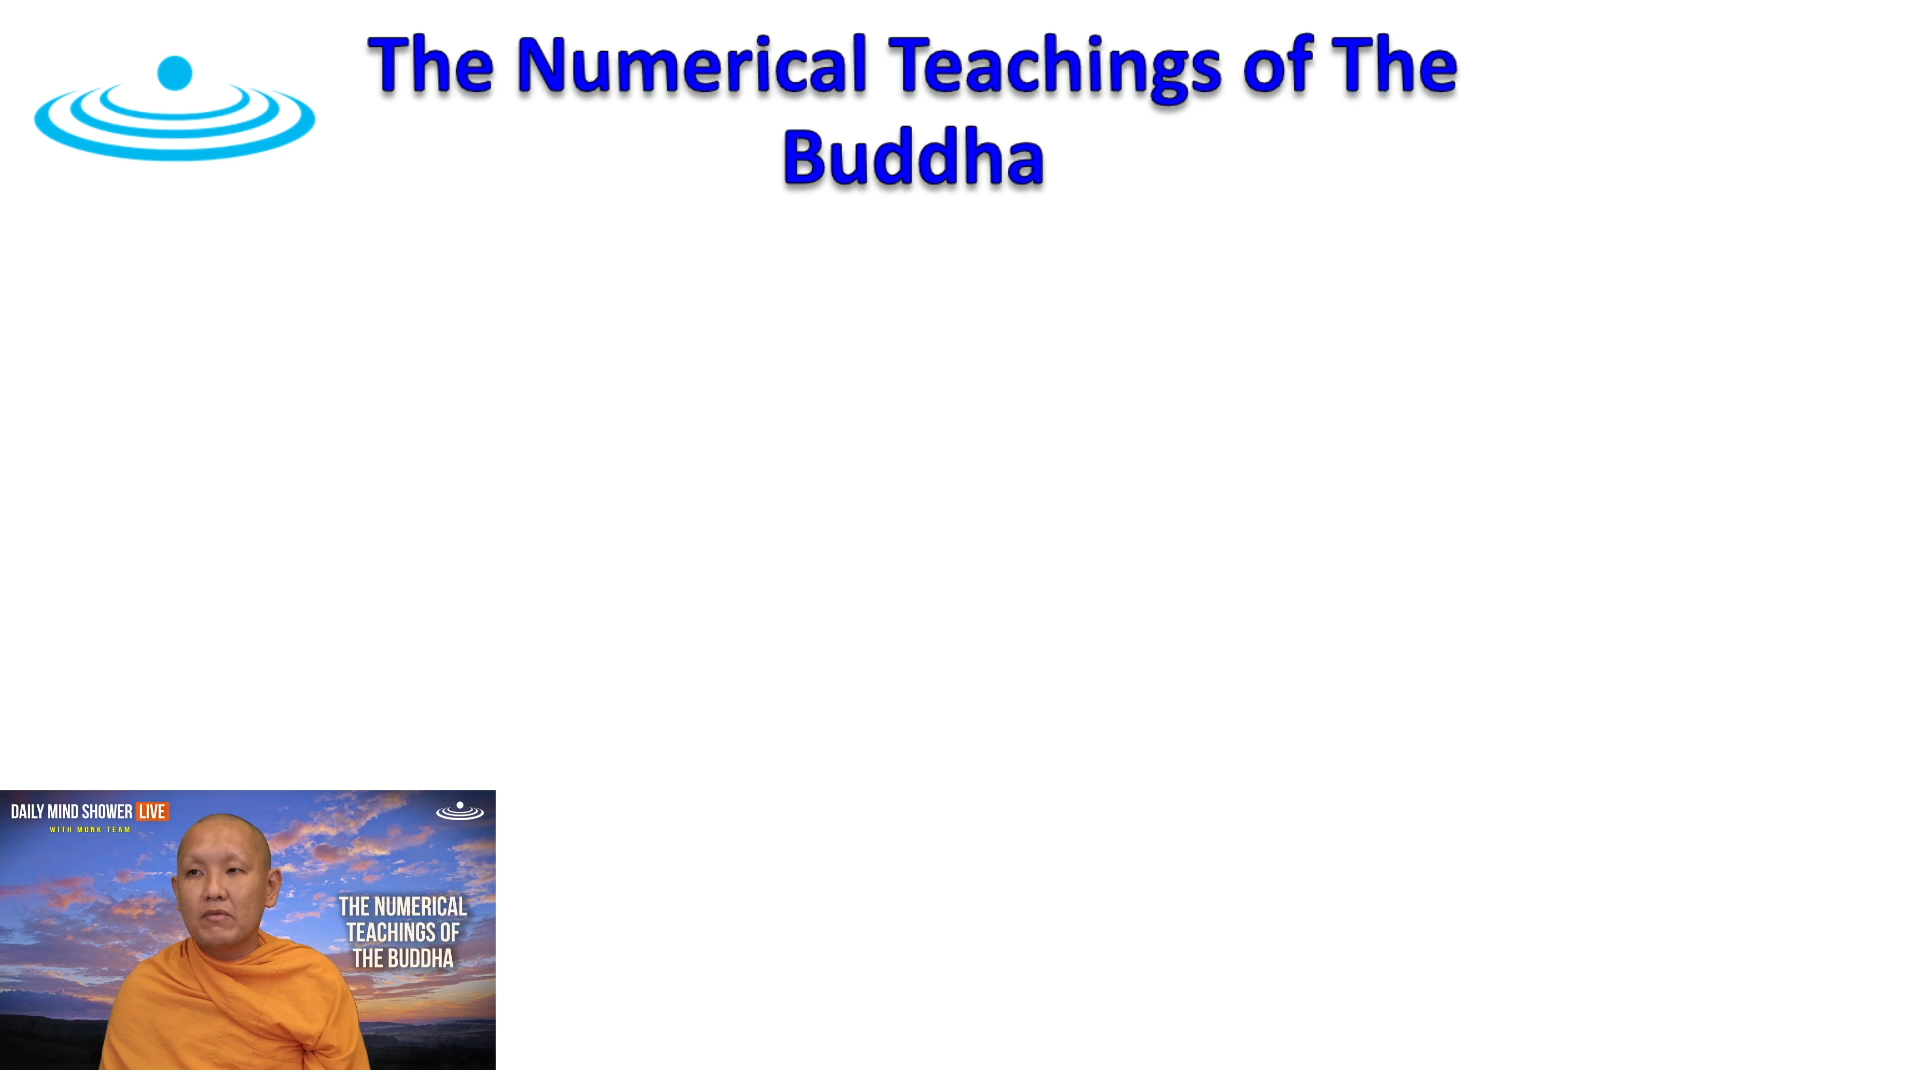 The Numerical Teachings of The
Buddha
DAILY MIND SHOWER LIVE
WITH MONK TEAM
THE NUMERICAL
TEACHINGS OF
THE BUDDHA